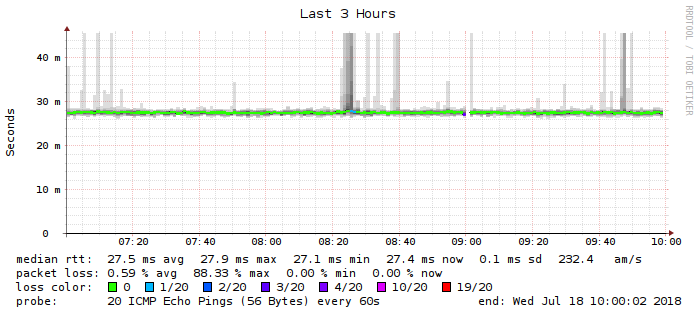 Last 3 Hours
RRDTOOL / TOBI OETIKER
Seconds
40 m
30 m
20 m
10 m
0
07:20 07:40 08:00 08:20 08:40 09:00 09:20 09:40 10:00
median rtt: 27.5 ms avg 27.9 ms max 27.1 ms min 27.4 ms now 0.1 ms sd 232.4 am/s
packet loss: 0.59 % avg 88.33 % max 0.00 % min 0.00 % now
loss color: 0 1/20 2/20 3/20 4/20 10/20 19/20
probe: 20 ICMP Echo Pings (56 Bytes) every 60s end: Wed Jul 18 10:00:02 2018